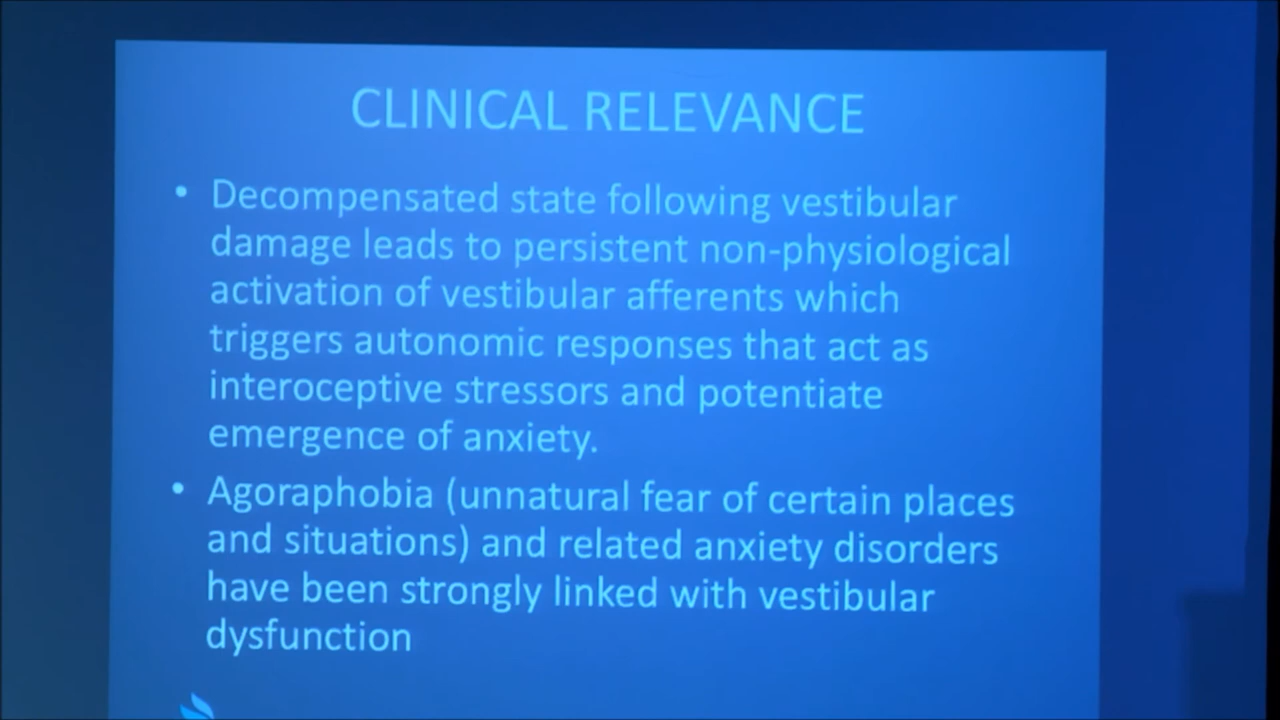 CLINICAL RELEVANCE
• Decompensated state following vestibular
damage leads to persistent non-physiological
activation of vestibular afferents which
triggers autonomic responses that act as
interoceptive stressors and potentiate
emergence of anxiety.
• Agoraphobia (unnatural fear of certain places
and situations) and related anxiety disorders
have been strongly linked with vestibular
dysfunction